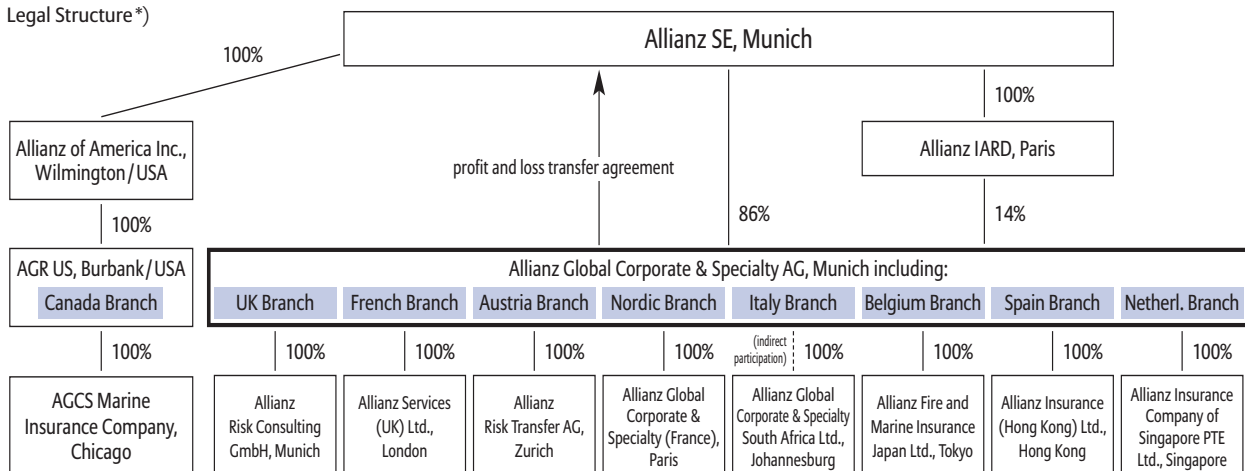 Legal Structure*)
Allianz SE, Munich
100%
100%
Allianz of America Inc.,
Wilmington/USA
profit and loss transfer agreement
Allianz IARD, Paris
100%
86%
14%
AGR US, Burbank/USA
Canada Branch
Allianz Global Corporate & Specialty AG, Munich including:
UK Branch
French Branch
Austria Branch
Nordic Branch
Italy Branch
Belgium Branch
Spain Branch
Netherl. Branch
100%
100%
100%
100%
100%
(indirect
participation)
100%
100%
100%
100%
AGCS Marine
Insurance Company,
Chicago
Allianz
Risk Consulting
GmbH, Munich
Allianz Services
(UK) Ltd.,
London
Allianz
Risk Transfer AG,
Zurich
Allianz Global
Corporate &
Specialty (France),
Paris
Allianz Global
Corporate & Specialty
South Africa Ltd.,
Johannesburg
Allianz Fire and
Marine Insurance
Japan Ltd., Tokyo
Allianz Insurance
(Hong Kong) Ltd.,
Hong Kong
Allianz Insurance
Company of
Singapore PTE
Ltd., Singapore